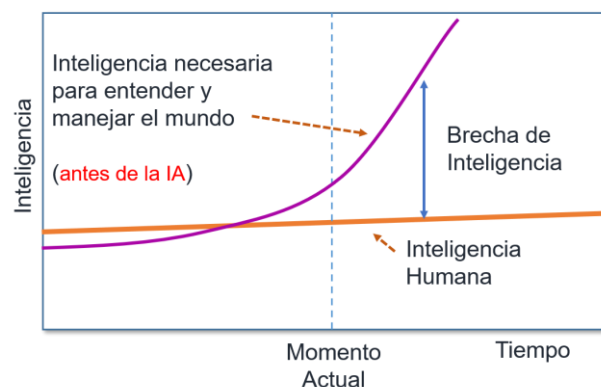 Inteligencia necesaria
para entender y
manejar el mundo
(antes de la IA)
Inteligencia
Brecha de
Inteligencia
Inteligencia
Humana
Momento
Actual
Tiempo